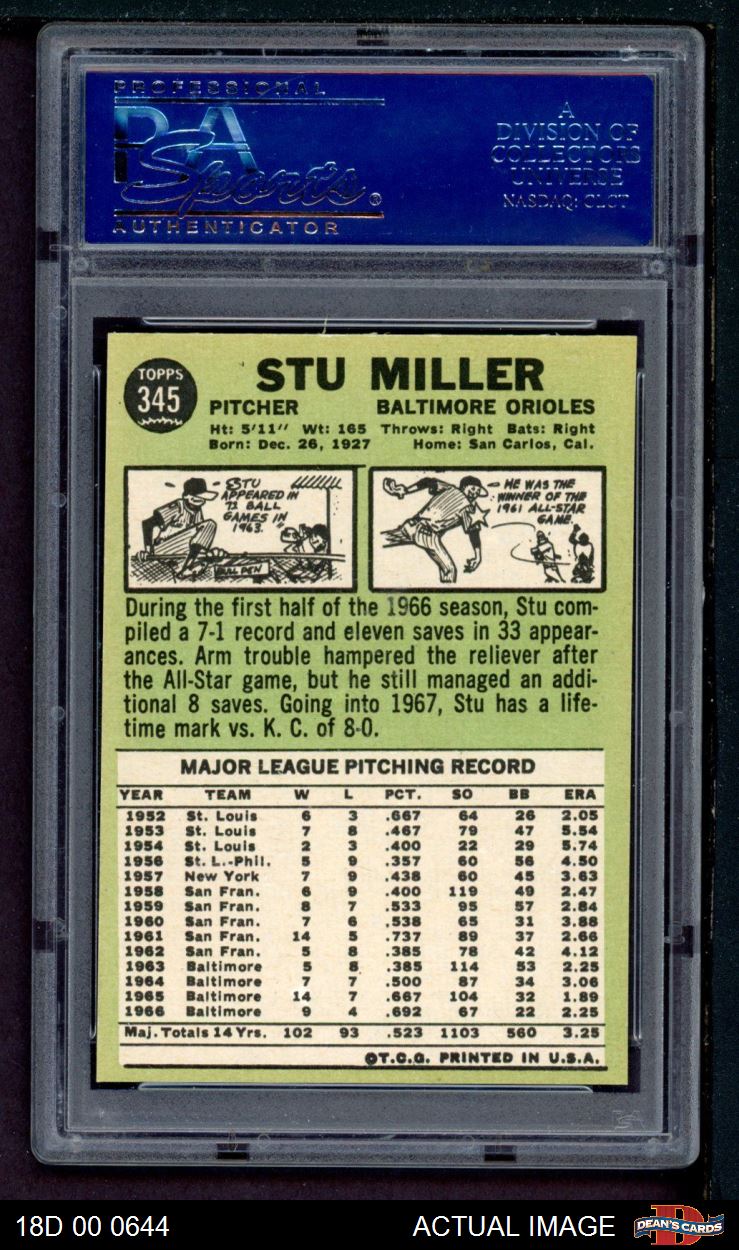 PROFESSIONAL
PSA
Sports®
AUTHENTICATOR
A
DIVISION OF
COLLECTORS
UNIVERSE
NASDAQ: CLCT
TOPPS
345
STU MILLER
PITCHER BALTIMORE ORIOLES
Ht: 5'11" Wt: 165 Throws: Right Bats: Right
Born: Dec. 26, 1927 Home: San Carlos, Cal.
STU
APPEARED IN
73 BALL
GAMES IN
1963.
BULL PEN
HE WAS THE
WINNER OF THE
1961 ALL-STAR
GAME.
During the first half of the 1966 season, Stu com-
piled a 7-1 record and eleven saves in 33 appear-
ances. Arm trouble hampered the reliever after
the All-Star game, but he still managed an addi-
tional 8 saves. Going into 1967, Stu has a life-
time mark vs. K. C. of 8-0.
MAJOR LEAGUE PITCHING RECORD
YEAR TEAM W L PCT. SO BB ERA
1952 St. Louis 6 3 .667 64 26 2.05
1953 St. Louis 7 8 .467 79 47 5.54
1954 St. Louis 2 3 .400 22 29 5.74
1956 St. L.-Phil. 5 9 .357 60 56 4.50
1957 New York 7 9 .438 60 45 3.63
1958 San Fran. 6 9 .400 119 49 2.47
1959 San Fran. 8 7 .533 95 57 2.84
1960 San Fran. 7 6 .538 65 31 3.88
1961 San Fran. 14 5 .737 89 37 2.66
1962 San Fran. 5 8 .385 78 42 4.12
1963 Baltimore 5 8 .385 114 53 2.25
1964 Baltimore 7 7 .500 87 34 3.06
1965 Baltimore 14 7 .667 104 32 1.89
1966 Baltimore 9 4 .692 67 22 2.25
Maj. Totals 14 Yrs. 102 93 .523 1103 560 3.25
©T.C.G. PRINTED IN U.S.A.
18D 00 0644 ACTUAL IMAGE DEAN'S CARDS